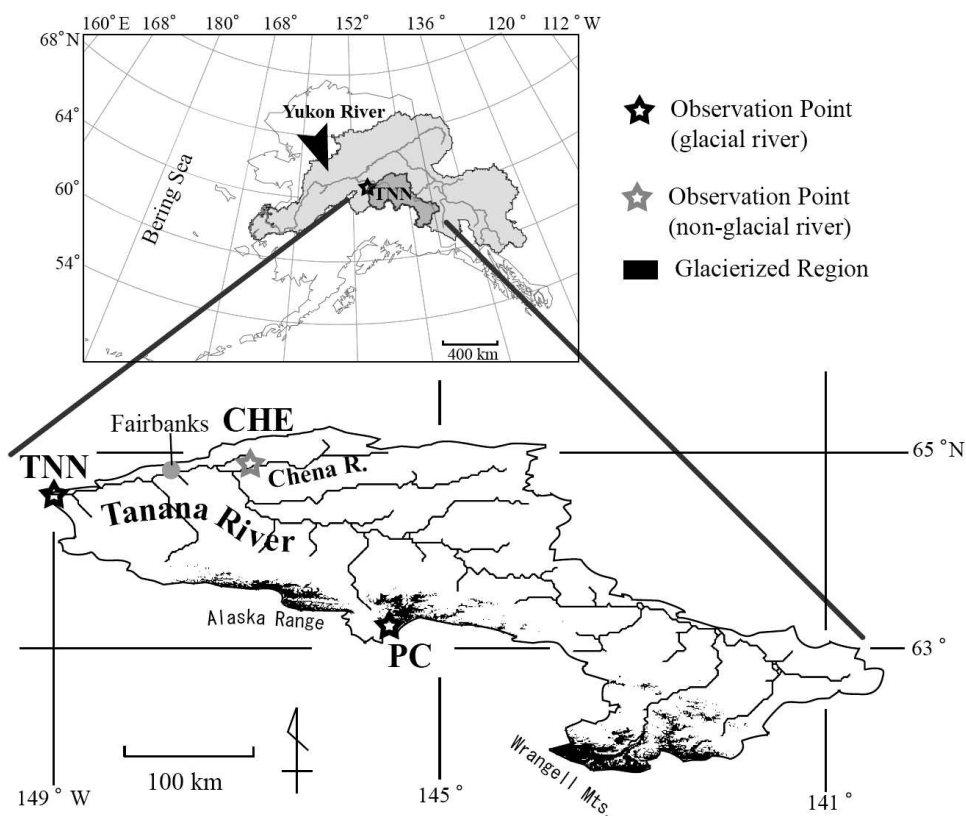 160°E 168° 180° 168° 152° 136° 120° 112°W
68°N
64°
60°
54°
Yukon River
TNN
Bering Sea
400 km
Observation Point
(glacial river)
Observation Point
(non-glacial river)
Glacierized Region
Fairbanks
CHE
65°N
TNN
Chena R.
Tanana River
Alaska Range
PC
63°
Wrangell Mts.
100 km
149°W
145°
141°